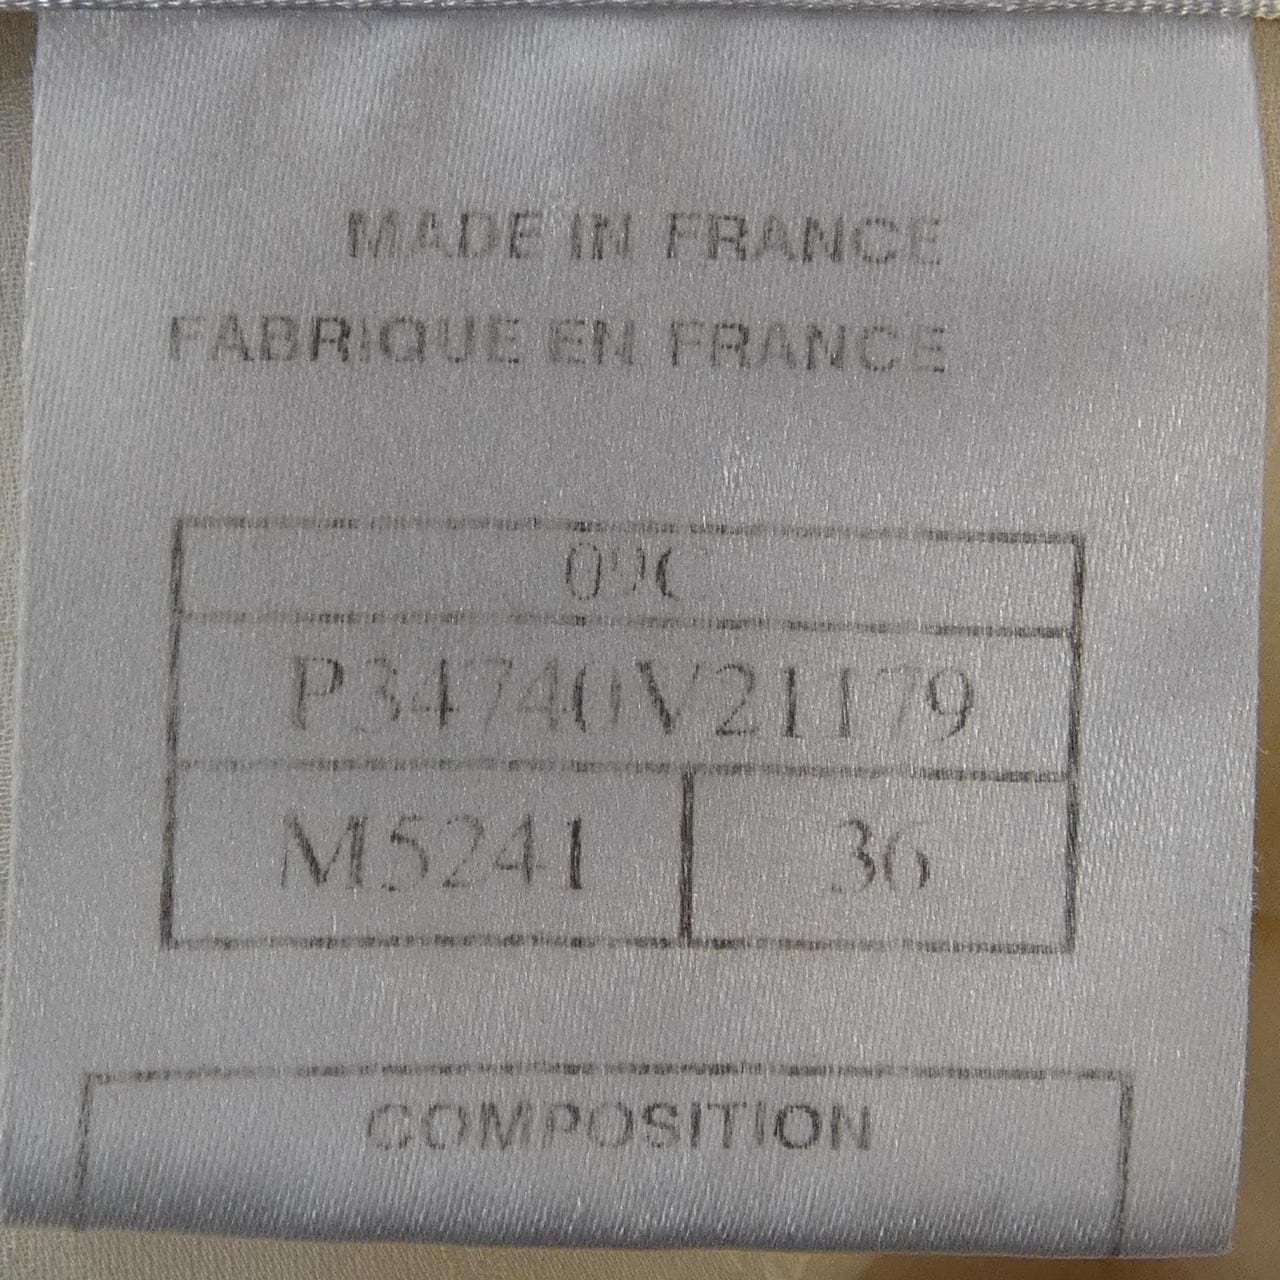 MADE IN FRANCE
FABRIQUE EN FRANCE
09C
P34740V21179
M5241 36
COMPOSITION